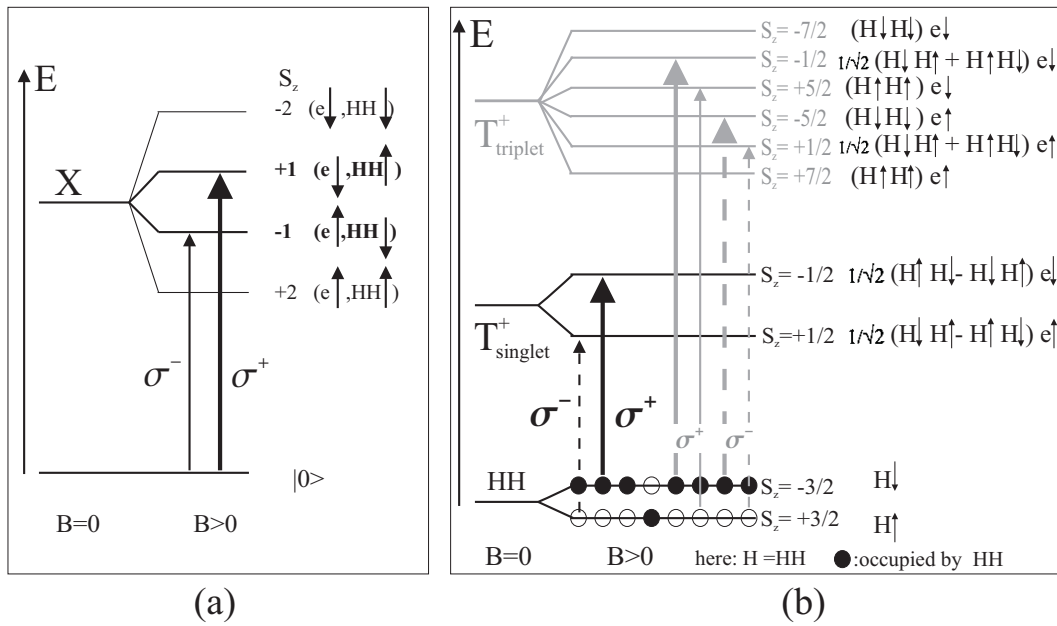 E
S_z
-2 (e↓,HH↓)
X
+1 (e↓,HH↑)
-1 (e↑,HH↓)
+2 (e↑,HH↑)
σ⁻ σ⁺
|0>
B=0 B>0
(a)
E
S_z= -7/2 (H↓H↓) e↓
S_z= -1/2 1/√2 (H↓H↑ + H↑H↓) e↓
S_z= +5/2 (H↑H↑) e↓
T⁺triplet
S_z= -5/2 (H↓H↓) e↑
S_z= +1/2 1/√2 (H↓H↑ + H↑H↓) e↑
S_z= +7/2 (H↑H↑) e↑
S_z= -1/2 1/√2 (H↑ H↓- H↓ H↑) e↓
T⁺singlet
S_z=+1/2 1/√2 (H↓ H↑- H↑ H↓) e↑
σ⁻ σ⁺ σ⁺ σ⁻
HH
S_z= -3/2 H↓
S_z= +3/2 H↑
B=0 B>0 here: H =HH ●:occupied by HH
(b)